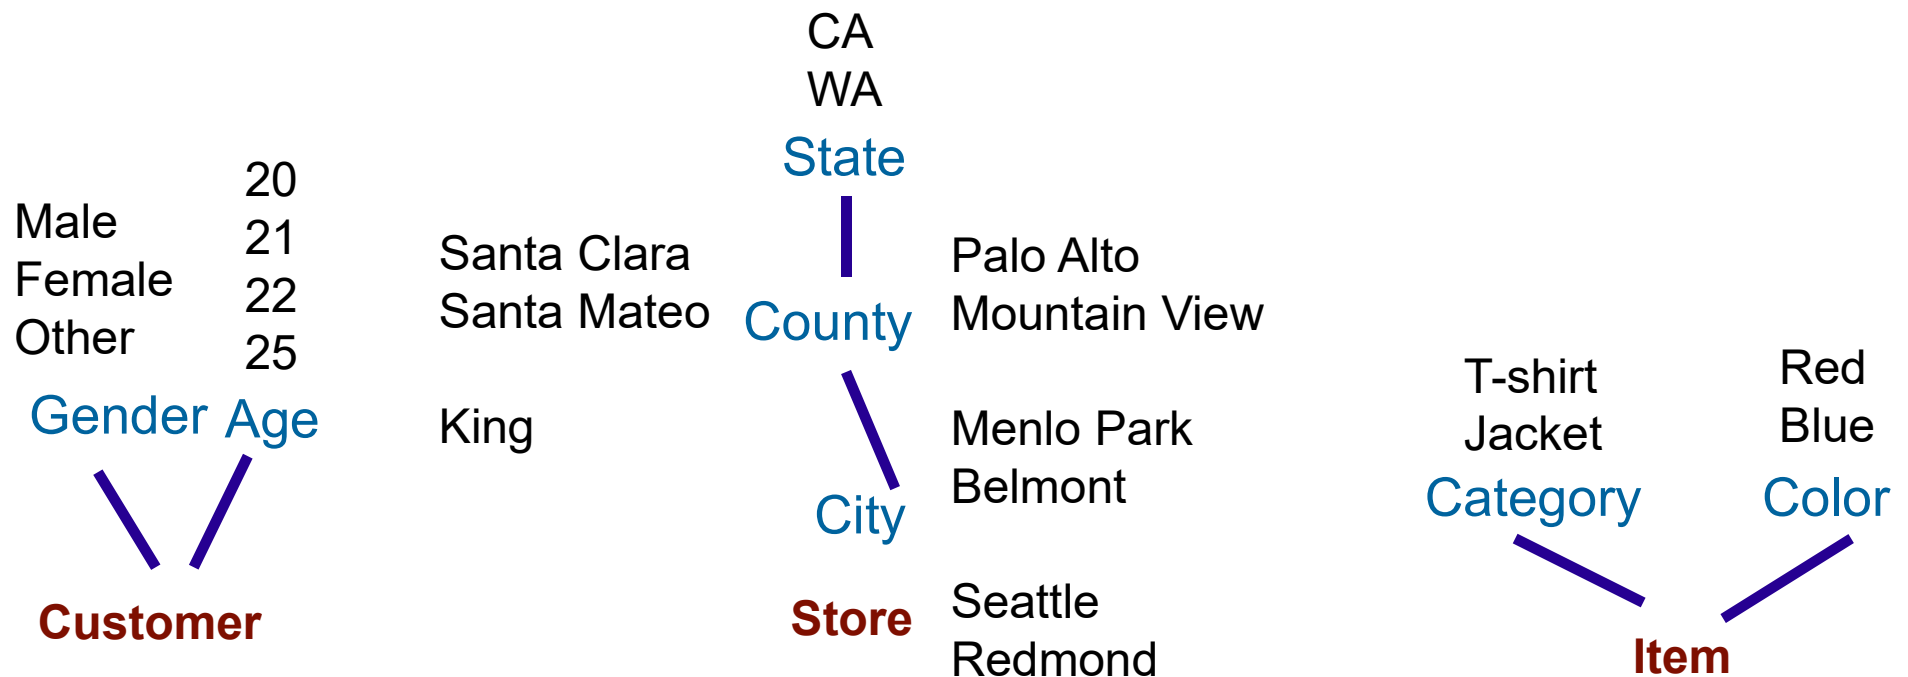 CA
WA
State
20
21
22
25
Male
Female
Other
Gender
Age
Customer
Santa Clara
Santa Mateo
King
County
City
Store
Palo Alto
Mountain View
Menlo Park
Belmont
Seattle
Redmond
T-shirt
Jacket
Category
Red
Blue
Color
Item